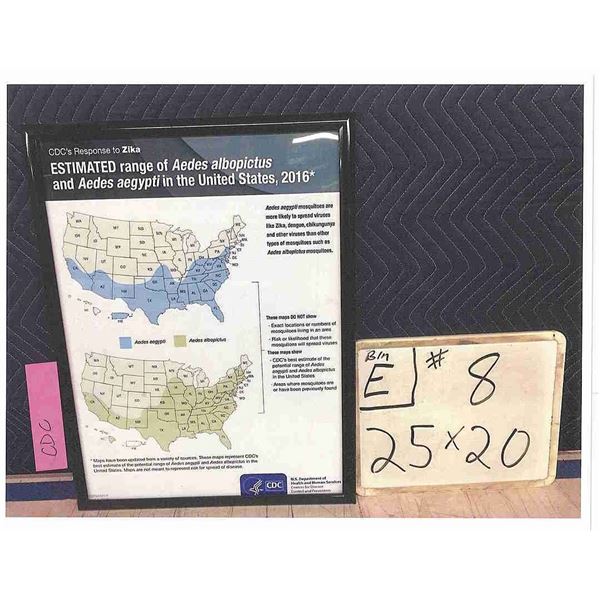 CDC's Response to Zika
ESTIMATED range of Aedes albopictus
and Aedes aegypti in the United States, 2016*
Aedes aegypti mosquitoes are
more likely to spread viruses
like Zika, dengue, chikungunya
and other viruses than other
types of mosquitoes such as
Aedes albopictus mosquitoes.
These maps DO NOT show
- Exact locations or numbers of
mosquitoes living in an area
- Risk or likelihood that these
mosquitoes will spread viruses
These maps show
- CDC's best estimate of the
potential range of Aedes
aegypti and Aedes albopictus
in the United States
- Areas where mosquitoes are
or have been previously found
Aedes aegypti
Aedes albopictus
* Maps have been updated from a variety of sources. These maps represent CDC's
best estimate of the potential range of Aedes aegypti and Aedes albopictus in the
United States. Maps are not meant to represent risk for spread of disease.
CDC
U.S. Department of
Health and Human Services
Centers for Disease
Control and Prevention
CDC
Bin
E # 8
25 x 20